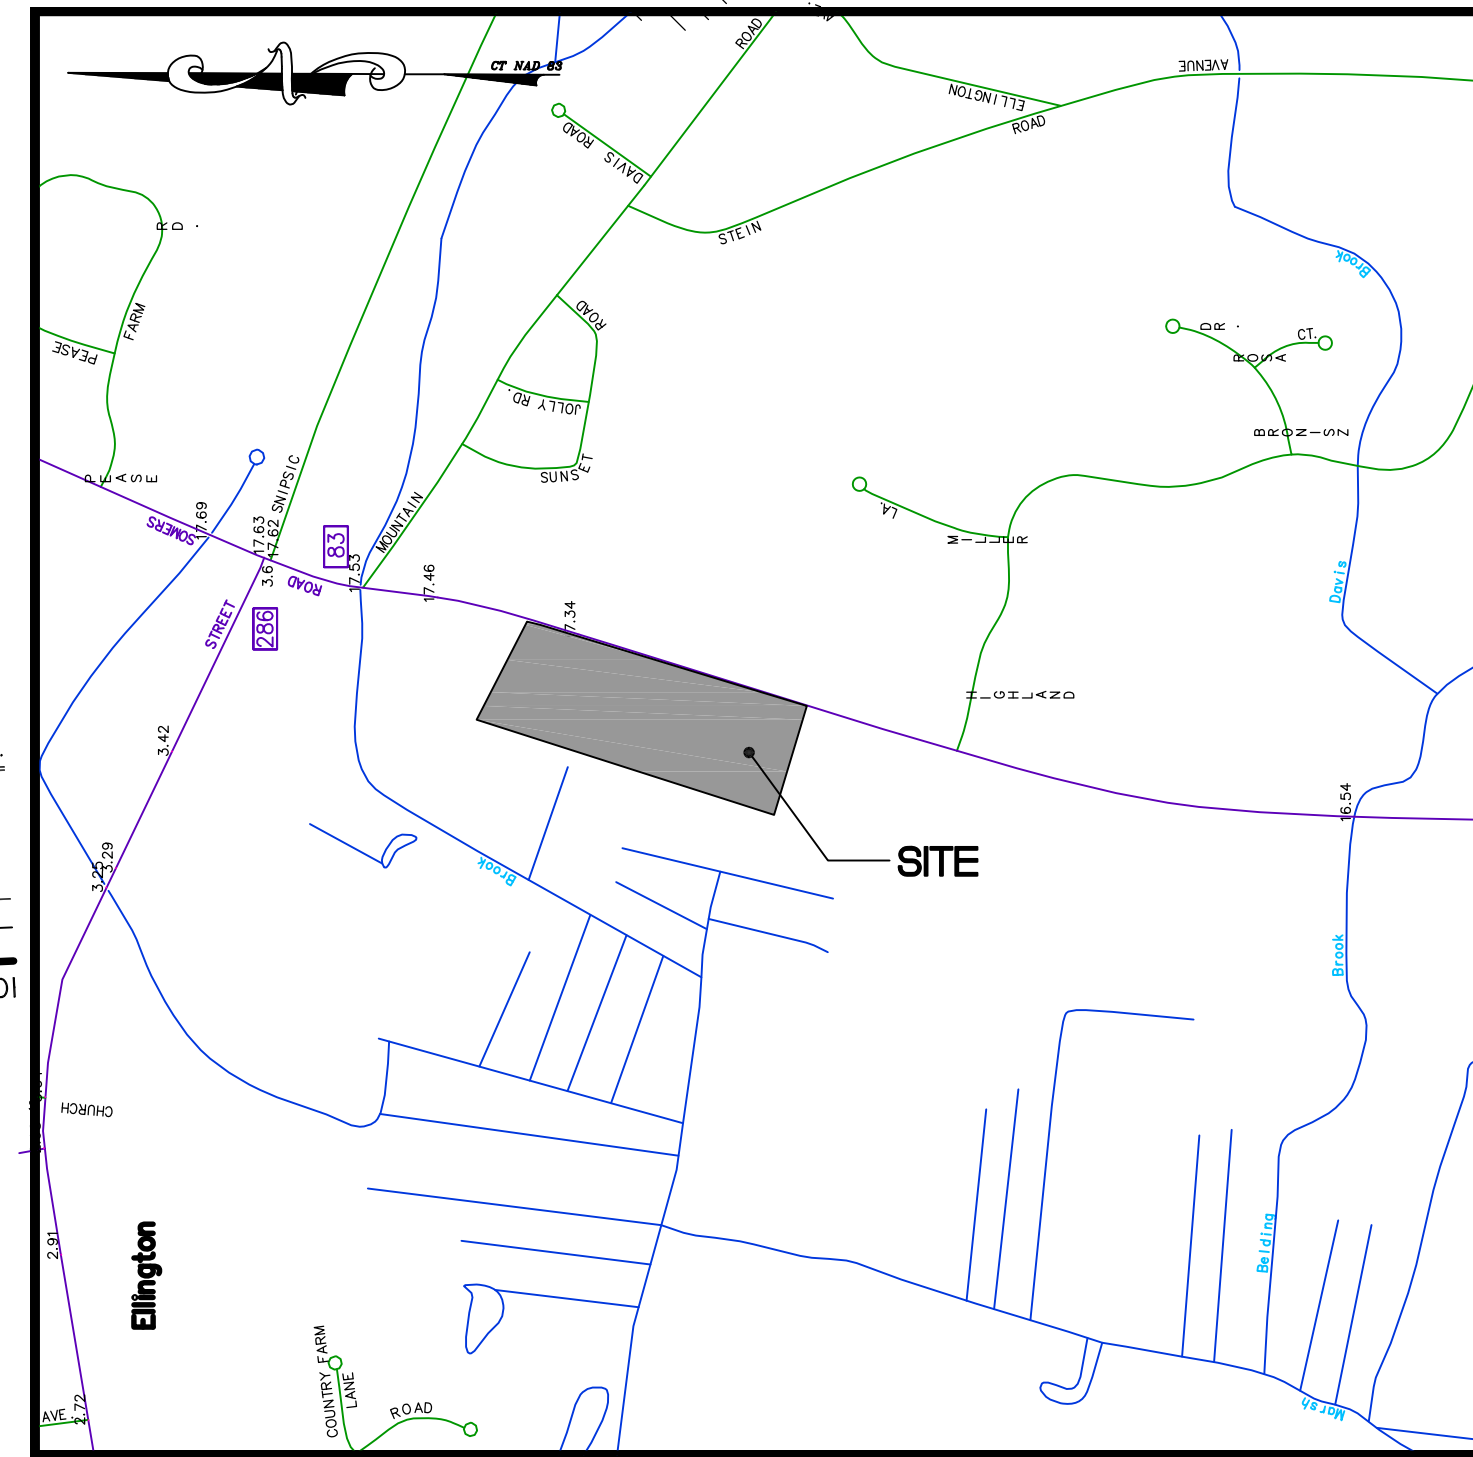 CT NAD 83
ROAD
AVENUE
ELLINGTON
ROAD
DAVIS ROAD
STEIN
RD.
FARM
PEASE
PEASE
Brook
ROAD
DR.
ROSA
CT.
JOLLY RD.
SUNSET
BRONISZ
LA.
MILLER
SNIPSIC
MOUNTAIN
17.69
SOMERS
17.63
17.62
3.6
ROAD
83
17.53
17.46
7.34
STREET
286
Davis
HIGHLAND
3.42
SITE
16.54
3.25
3.29
Brook
Brook
CHURCH
Belding
2.91
Ellington
COUNTRY FARM
LANE
ROAD
AVE.
2.72
Marsh